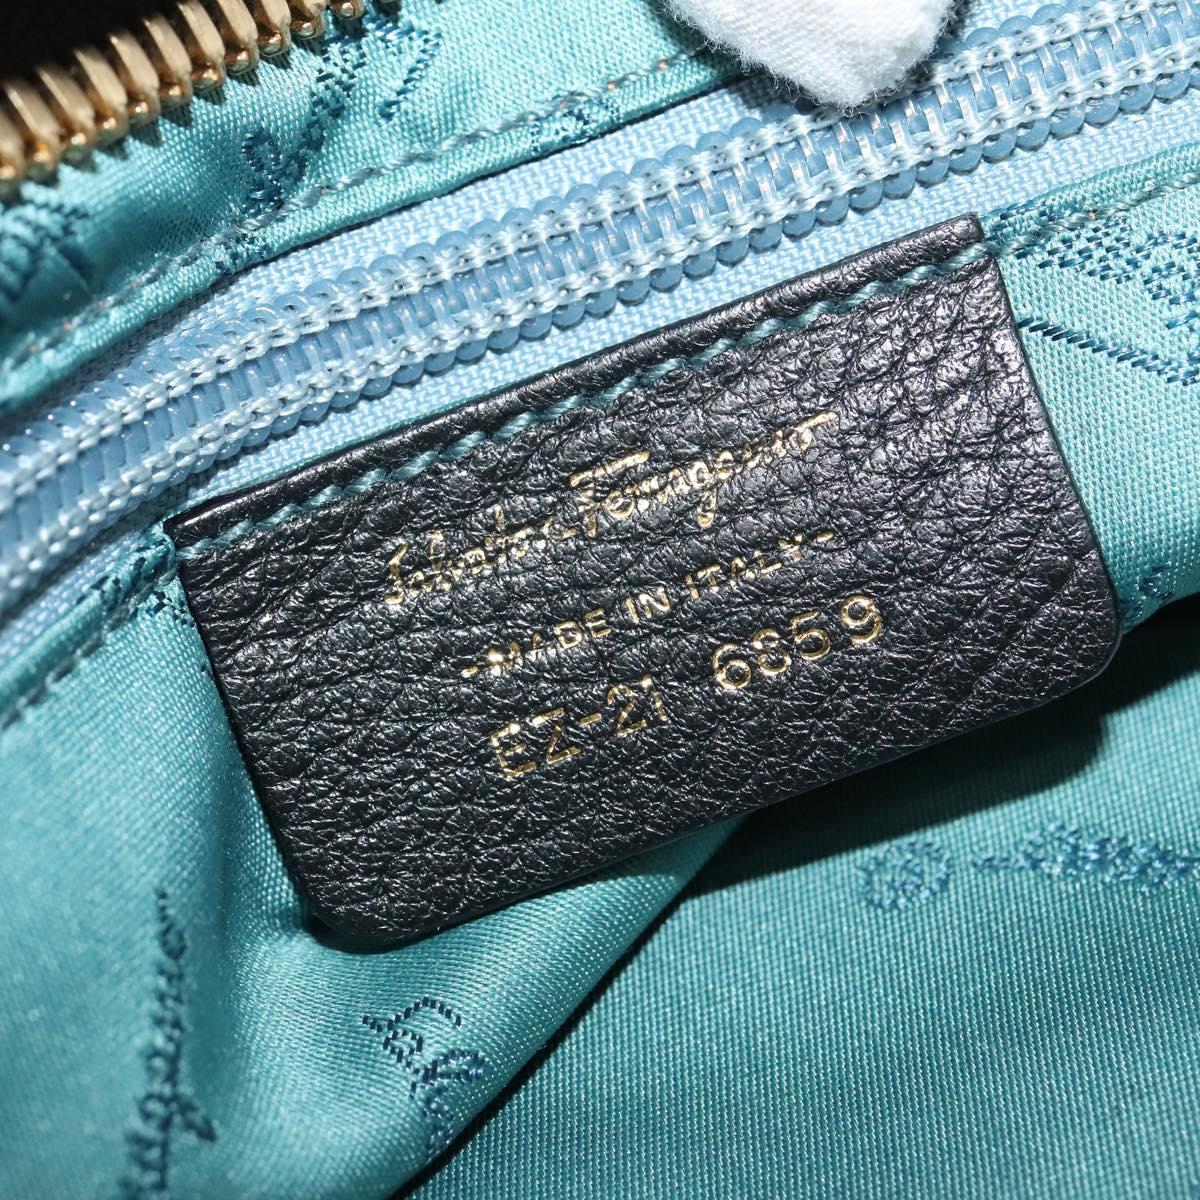 Salvatore Ferragamo
-MADE IN ITALY-
EZ-21 6859